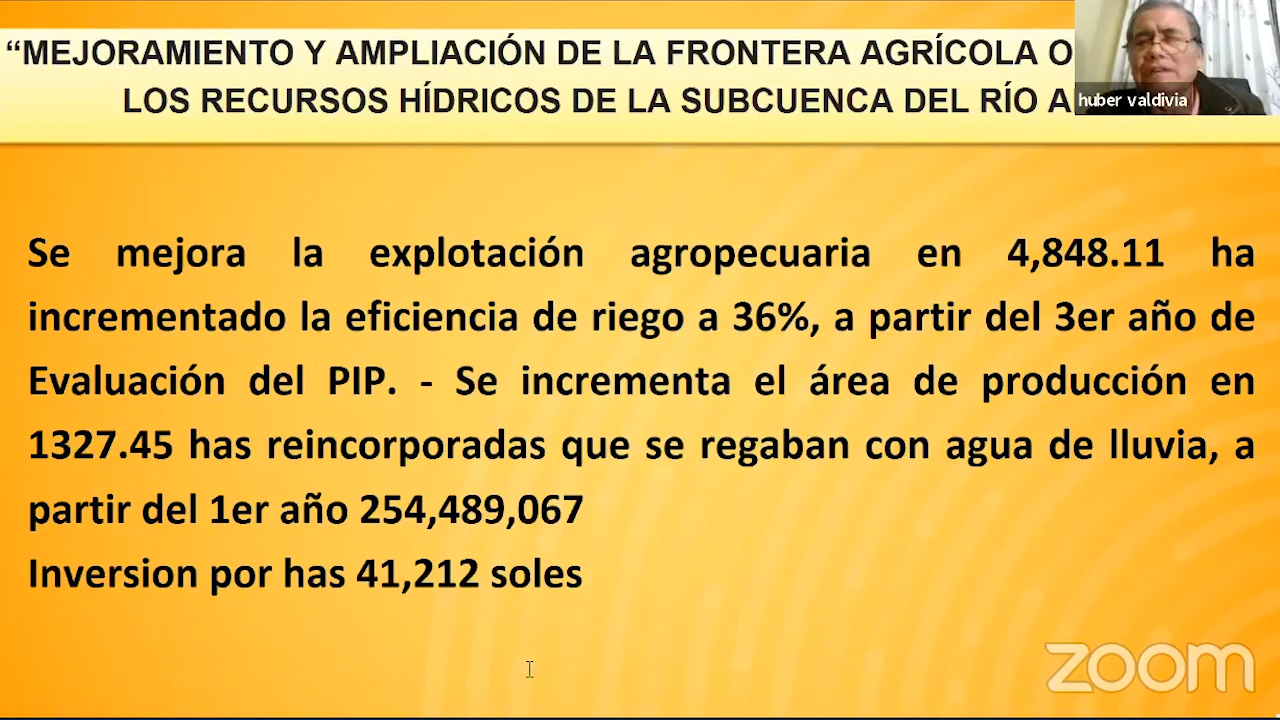 “MEJORAMIENTO Y AMPLIACIÓN DE LA FRONTERA AGRÍCOLA
LOS RECURSOS HÍDRICOS DE LA SUBCUENCA DEL RÍO
huber valdivia
Se mejora la explotación agropecuaria en 4,848.11 ha
incrementado la eficiencia de riego a 36%, a partir del 3er año de
Evaluación del PIP. - Se incrementa el área de producción en
1327.45 has reincorporadas que se regaban con agua de lluvia, a
partir del 1er año 254,489,067
Inversion por has 41,212 soles
zoom